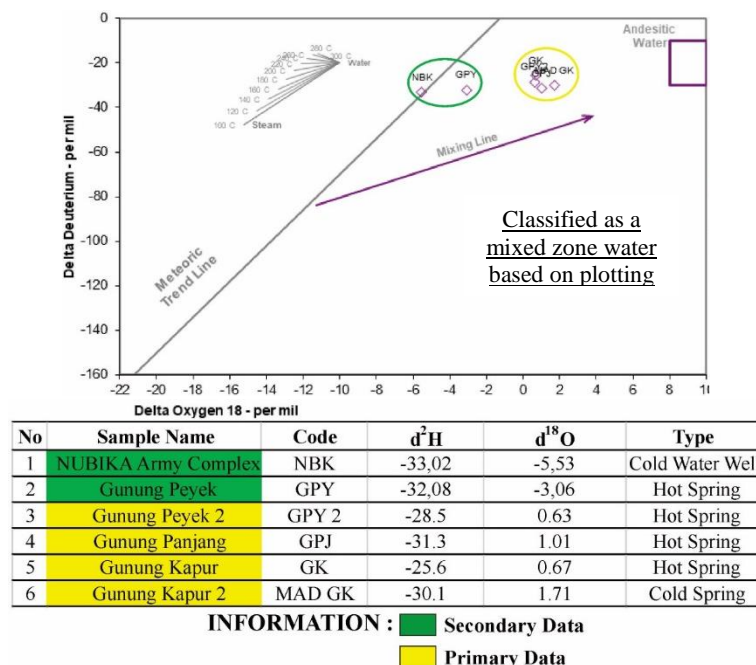 0
-20
-40
-60
-80
-100
-120
-140
-160
Delta Deuterium - per mil
280 C
300 C
Water
220 C
200 C
180 C
160 C
140 C
120 C
100 C
Steam
NBK
GPY
GK
GPJ
GK
Andesitic
Water
Mixing Line
Classified as a
mixed zone water
based on plotting
Meteoric
Trend Line
-22 -20 -18 -16 -14 -12 -10 -8 -6 -4 -2 0 2 4 6 8
Delta Oxygen 18 - per mil
No Sample Name Code d²H d¹⁸O Type
1 NUBIKA Army Complex NBK -33,02 -5,53 Cold Water Wel
2 Gunung Peyek GPY -32,08 -3,06 Hot Spring
3 Gunung Peyek 2 GPY 2 -28.5 0.63 Hot Spring
4 Gunung Panjang GPJ -31.3 1.01 Hot Spring
5 Gunung Kapur GK -25.6 0.67 Hot Spring
6 Gunung Kapur 2 MAD GK -30.1 1.71 Cold Spring
INFORMATION : Secondary Data
Primary Data